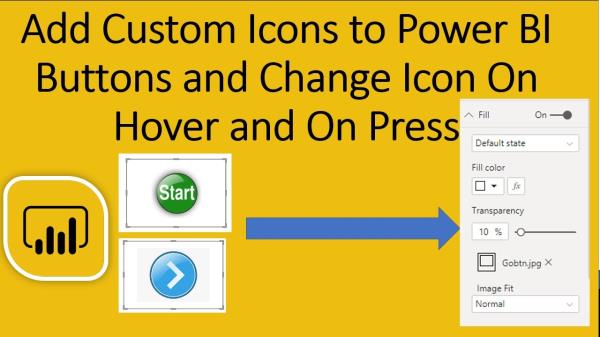 Add Custom Icons to Power BI
Buttons and Change Icon On
Hover and On Press
Fill On
Default state
Fill color
fx
Transparency
10 %
Gobtn.jpg ×
Image Fit
Normal
Start